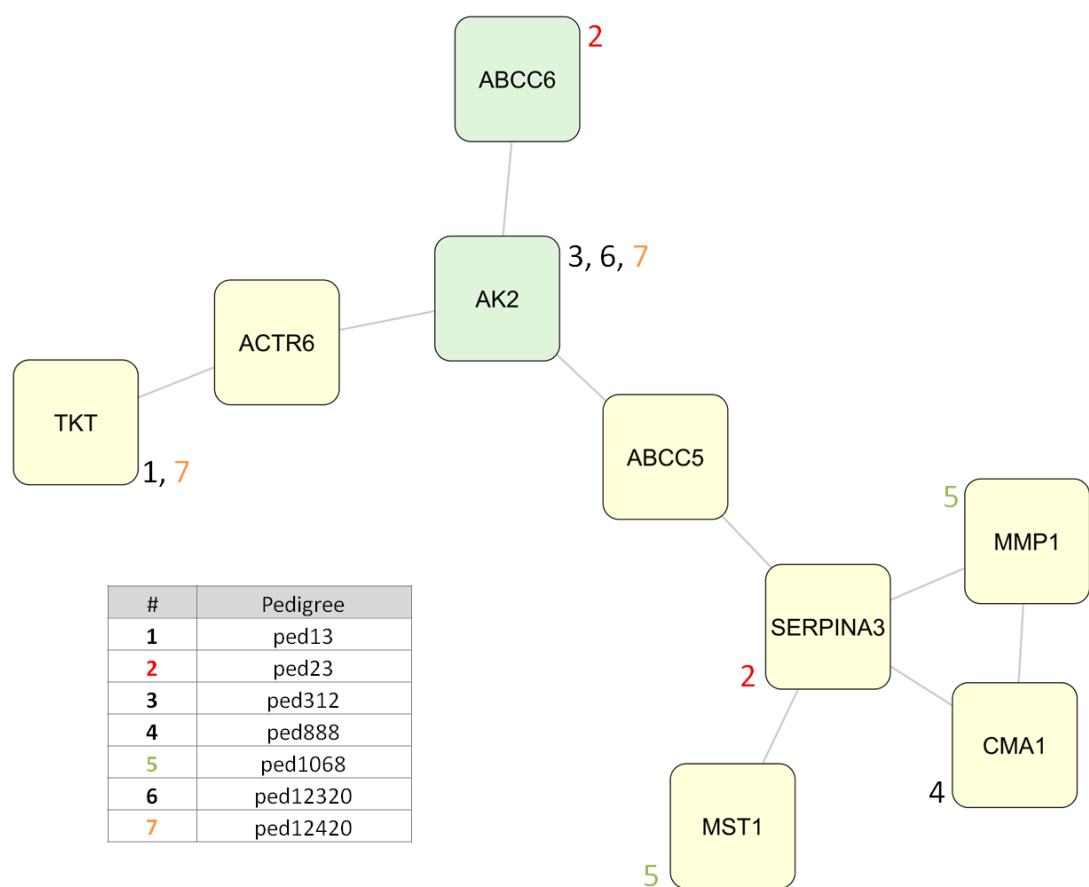 2
ABCC6
3, 6, 7
AK2
ACTR6
TKT
1, 7
ABCC5
5
MMP1
SERPINA3
2
CMA1
4
MST1
5
# Pedigree
1 ped13
2 ped23
3 ped312
4 ped888
5 ped1068
6 ped12320
7 ped12420